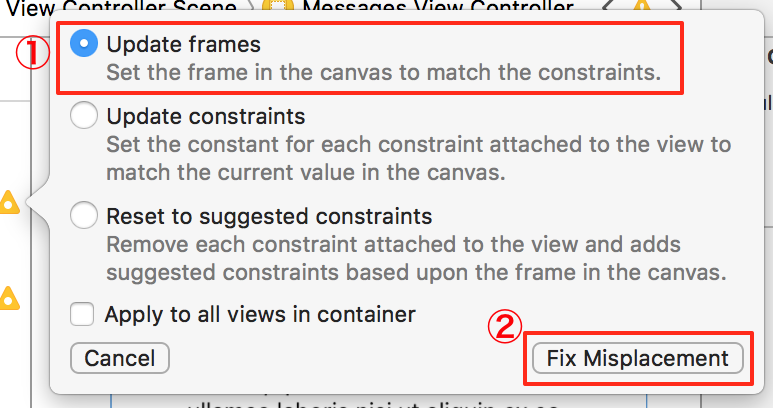 View Controller Scene Messages View Controller
① Update frames
Set the frame in the canvas to match the constraints.
Update constraints
Set the constant for each constraint attached to the view to
match the current value in the canvas.
Reset to suggested constraints
Remove each constraint attached to the view and adds
suggested constraints based upon the frame in the canvas.
Apply to all views in container
②
Cancel Fix Misplacement